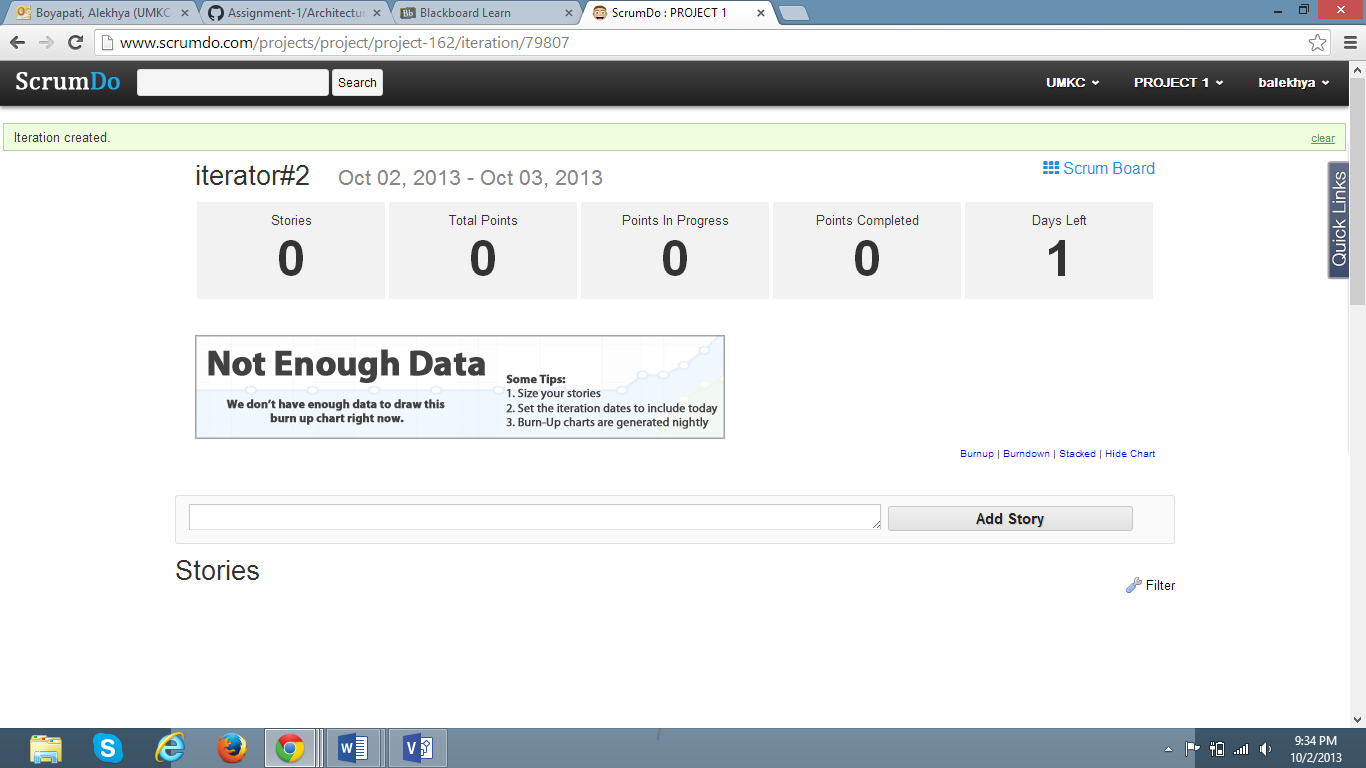 Boyapati, Alekhya (UMKC
Assignment-1/Architectur
Blackboard Learn
ScrumDo : PROJECT 1
www.scrumdo.com/projects/project/project-162/iteration/79807
ScrumDo
Search
UMKC
PROJECT 1
balekhya
Iteration created.
clear
iterator#2 Oct 02, 2013 - Oct 03, 2013
Scrum Board
Quick Links
Stories
0
Total Points
0
Points In Progress
0
Points Completed
0
Days Left
1
Not Enough Data
We don't have enough data to draw this
burn up chart right now.
Some Tips:
1. Size your stories
2. Set the iteration dates to include today
3. Burn-Up charts are generated nightly
Burnup | Burndown | Stacked | Hide Chart
Add Story
Stories
Filter
9:34 PM
10/2/2013